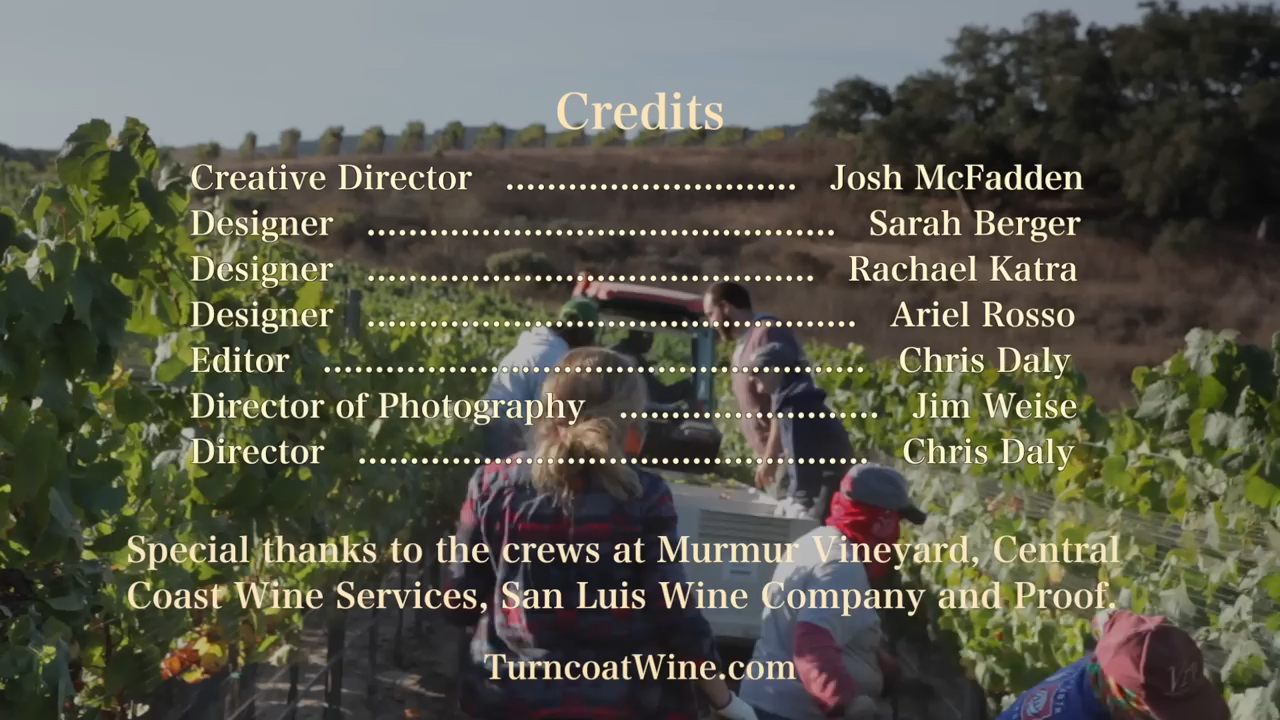 Credits
Creative Director ............................ Josh McFadden
Designer ............................................. Sarah Berger
Designer ........................................... Rachael Katra
Designer ............................................... Ariel Rosso
Editor .................................................... Chris Daly
Director of Photography ......................... Jim Weise
Director ................................................. Chris Daly
Special thanks to the crews at Murmur Vineyard, Central
Coast Wine Services, San Luis Wine Company and Proof.
TurncoatWine.com